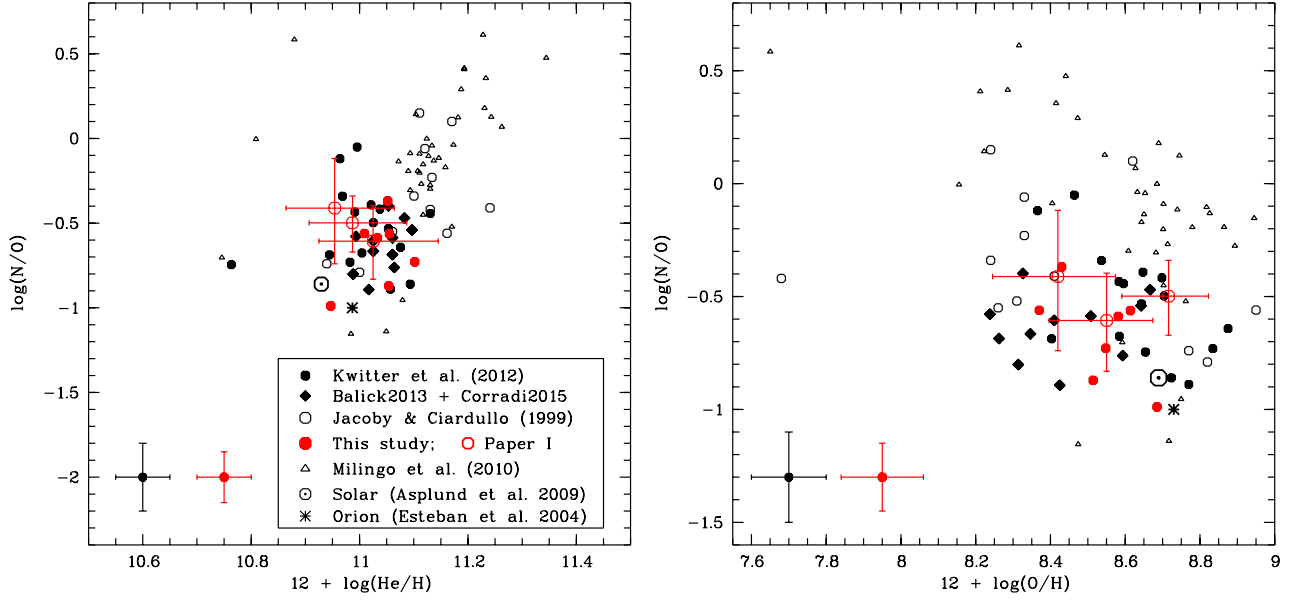 0.5
0
−0.5
−1
−1.5
−2
log(N/O)
10.6
10.8
11
11.2
11.4
12 + log(He/H)
Kwitter et al. (2012)
Balick2013 + Corradi2015
Jacoby & Ciardullo (1999)
This study; Paper I
Milingo et al. (2010)
Solar (Asplund et al. 2009)
Orion (Esteban et al. 2004)
0.5
0
−0.5
−1
−1.5
log(N/O)
7.6
7.8
8
8.2
8.4
8.6
8.8
9
12 + log(O/H)